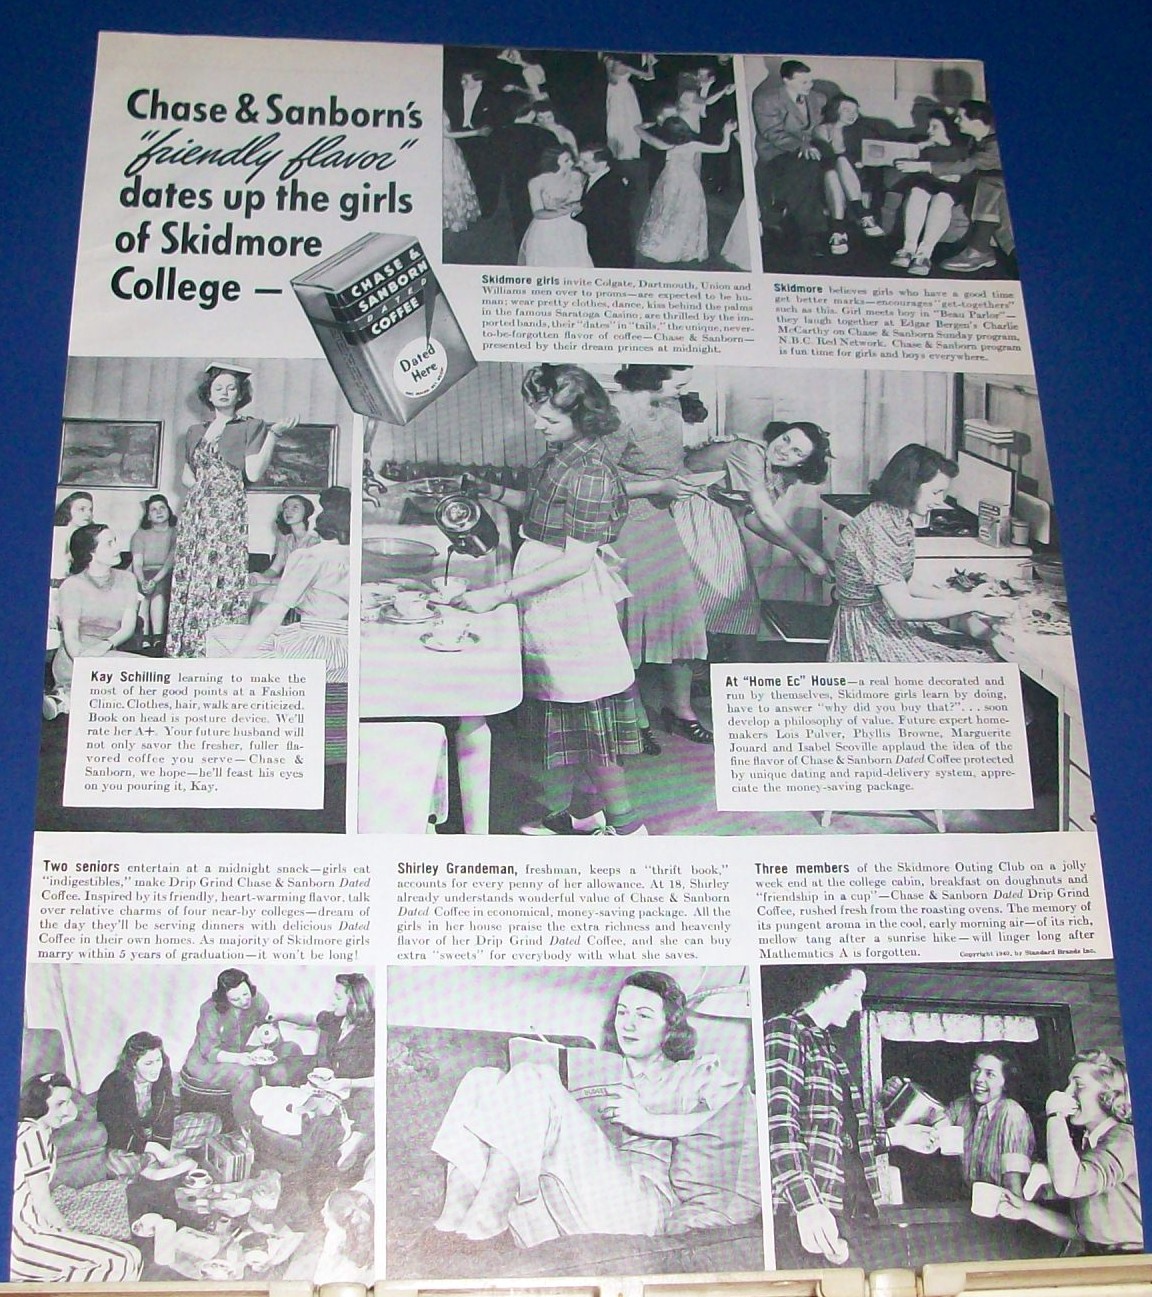 Chase & Sanborn's
"friendly flavor"
dates up the girls
of Skidmore
College —
CHASE &
SANBORN
DATED
COFFEE
Dated
Here
Skidmore girls invite Colgate, Dartmouth, Union and
Williams men over to proms—are expected to be hu-
man; wear pretty clothes, dance, kiss behind the palms
in the famous Saratoga Casino, are thrilled by the im-
ported bands, their "dates" in "tails," the unique, never-
to-be-forgotten flavor of coffee—Chase & Sanborn—
presented by their dream princes at midnight.
Skidmore believes girls who have a good time
get better marks—encourages "get-togethers"
such as this. Girl meets boy in "Beau Parlor"—
they laugh together at Edgar Bergen's Charlie
McCarthy on Chase & Sanborn Sunday program,
N.B.C. Red Network. Chase & Sanborn program
is fun time for girls and boys everywhere.
Kay Schilling learning to make the
most of her good points at a Fashion
Clinic. Clothes, hair, walk are criticized.
Book on head is posture device. We'll
rate her A+. Your future husband will
not only savor the fresher, fuller fla-
vored coffee you serve—Chase &
Sanborn, we hope—he'll feast his eyes
on you pouring it, Kay.
At "Home Ec" House—a real home decorated and
run by themselves, Skidmore girls learn by doing,
have to answer "why did you buy that?"... soon
develop a philosophy of value. Future expert home-
makers Lois Pulver, Phyllis Browne, Marguerite
Jouard and Isabel Scoville applaud the idea of the
fine flavor of Chase & Sanborn Dated Coffee protected
by unique dating and rapid-delivery system, appre-
ciate the money-saving package.
Two seniors entertain at a midnight snack—girls eat
"indigestibles," make Drip Grind Chase & Sanborn Dated
Coffee. Inspired by its friendly, heart-warming flavor, talk
over relative charms of four near-by colleges—dream of
the day they'll be serving dinners with delicious Dated
Coffee in their own homes. As majority of Skidmore girls
marry within 5 years of graduation—it won't be long!
Shirley Grandeman, freshman, keeps a "thrift book,"
accounts for every penny of her allowance. At 18, Shirley
already understands wonderful value of Chase & Sanborn
Dated Coffee in economical, money-saving package. All the
girls in her house praise the extra richness and heavenly
flavor of her Drip Grind Dated Coffee, and she can buy
extra "sweets" for everybody with what she saves.
Three members of the Skidmore Outing Club on a jolly
week end at the college cabin, breakfast on doughnuts and
"friendship in a cup"—Chase & Sanborn Dated Drip Grind
Coffee, rushed fresh from the roasting ovens. The memory of
its pungent aroma in the cool, early morning air—of its rich,
mellow tang after a sunrise hike—will linger long after
Mathematics A is forgotten.
Copyright 1940, by Standard Brands Inc.